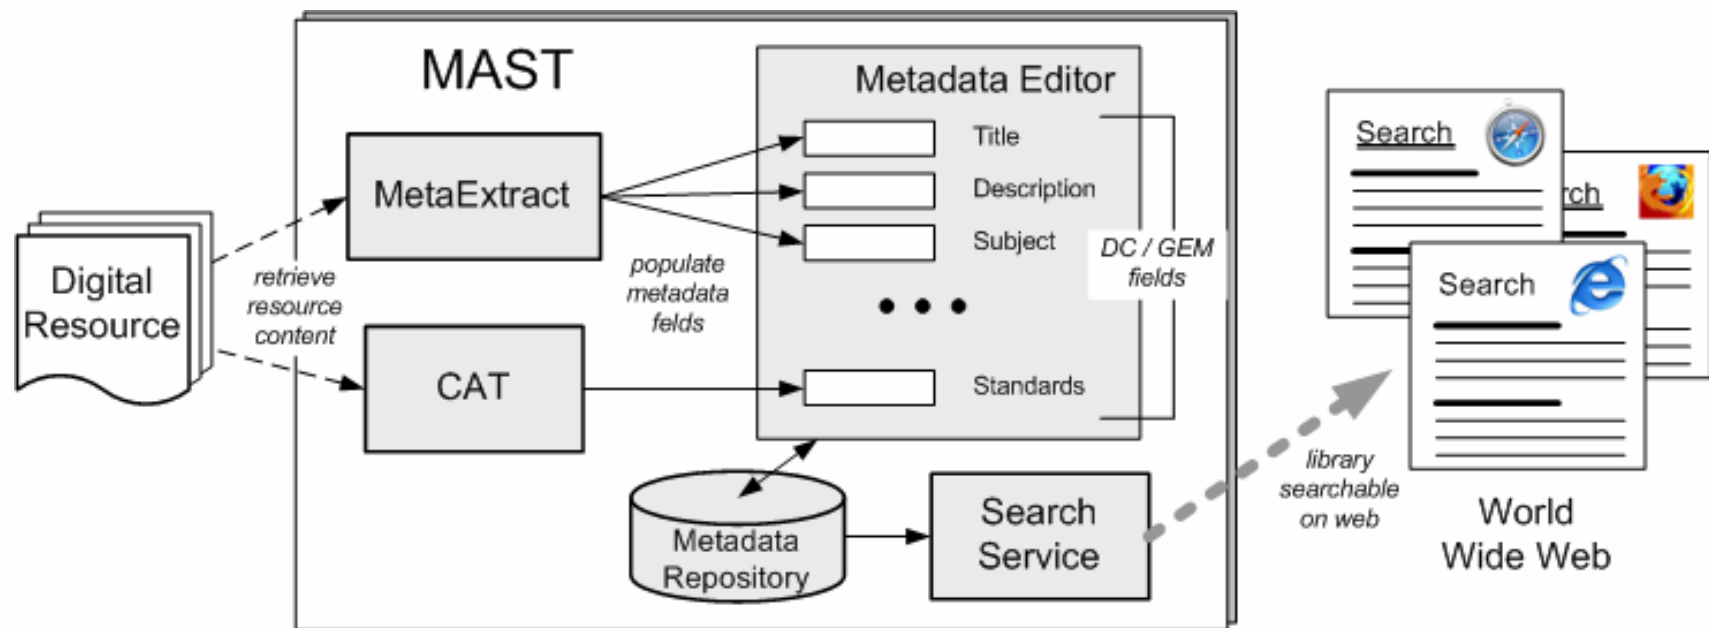 MAST
Metadata Editor
Title
Description
Subject
Standards
DC / GEM
fields
MetaExtract
CAT
Digital
Resource
retrieve
resource
content
populate
metadata
felds
Metadata
Repository
Search
Service
library
searchable
on web
Search
rch
Search
World
Wide Web